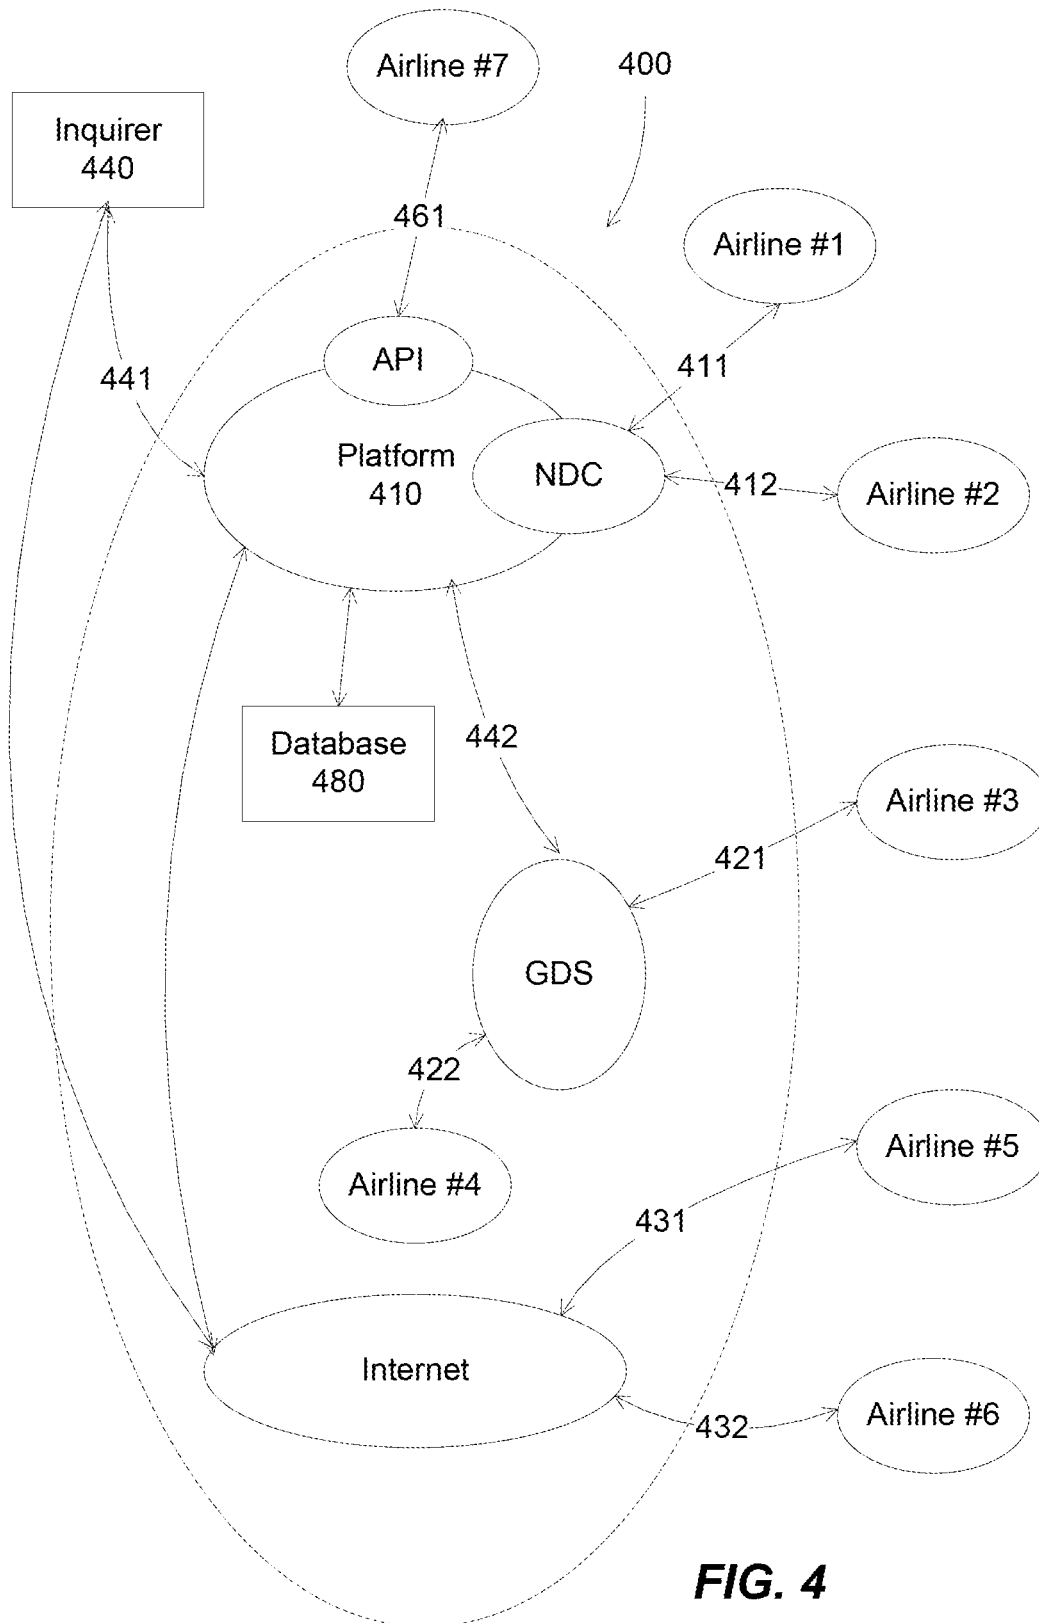 Airline #7
400
Inquirer
440
461
Airline #1
API
411
441
Platform
410
NDC
412
Airline #2
Database
480
442
Airline #3
421
GDS
422
Airline #4
Airline #5
431
Internet
Airline #6
432
FIG. 4